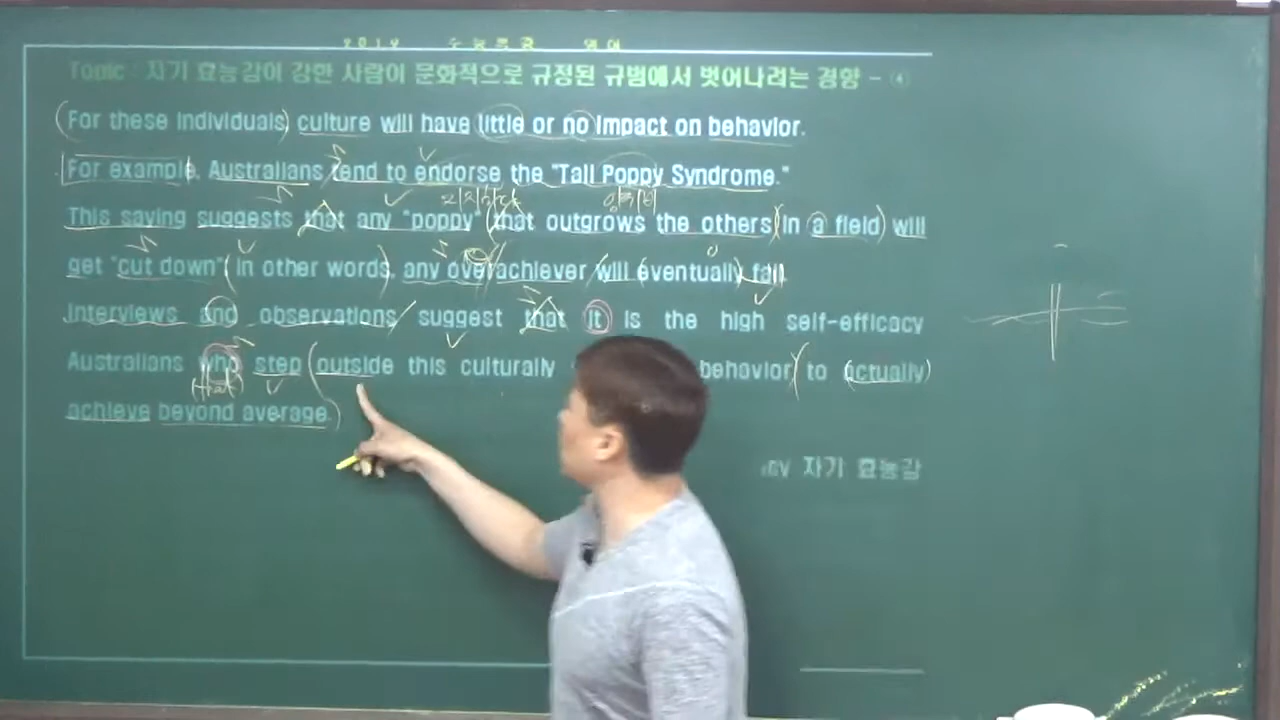 Topic : 자기 효능감이 강한 사람이 문화적으로 규정된 규범에서 벗어나려는 경향 - ④
(For these individuals) culture will have little or no impact on behavior.
For example, Australians tend to endorse the "Tall Poppy Syndrome."
지지하다 양귀비
This saying suggests that any "poppy" (that outgrows the others) (in a field) will
get "cut down" (in other words), any over/achiever will (eventually) fail.
Interviews and observations suggest that it is the high self-efficacy
Australians who step (outside this culturally behavior) to (actually)
(that)
achieve beyond average.)
자기 효능감